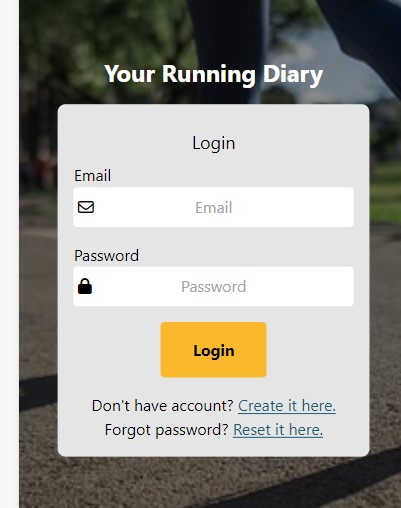 Your Running Diary
Login
Email
Email
Password
Password
Login
Don't have account? Create it here.
Forgot password? Reset it here.